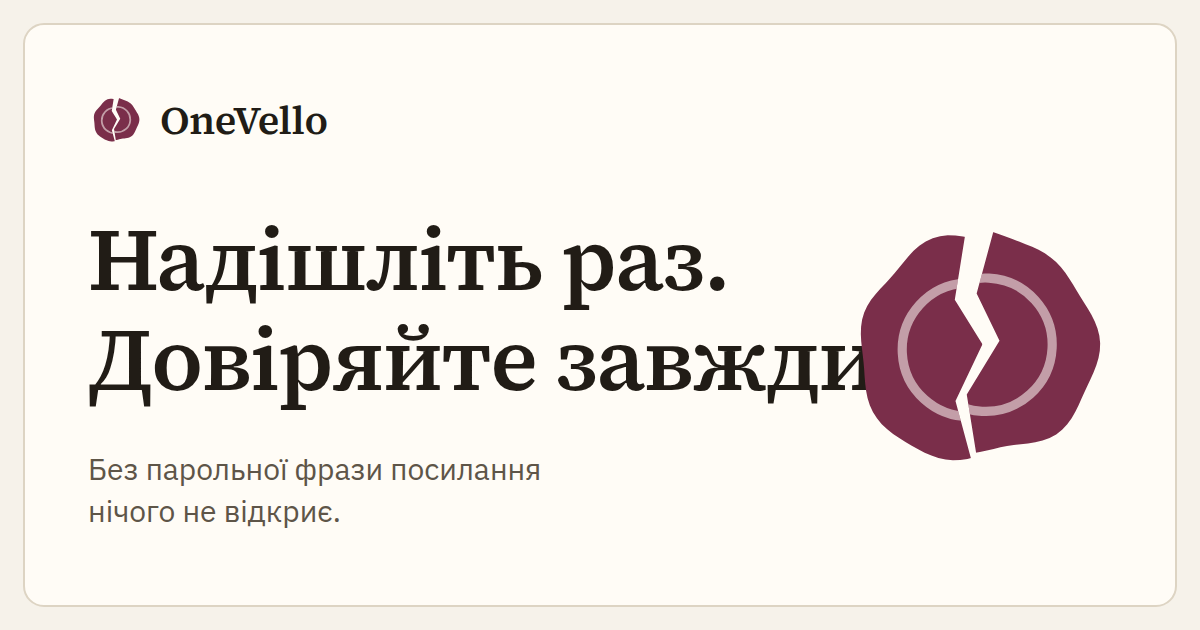 OneVello
Надішліть раз.
Довіряйте завжди
Без парольної фрази посилання
нічого не відкриє.